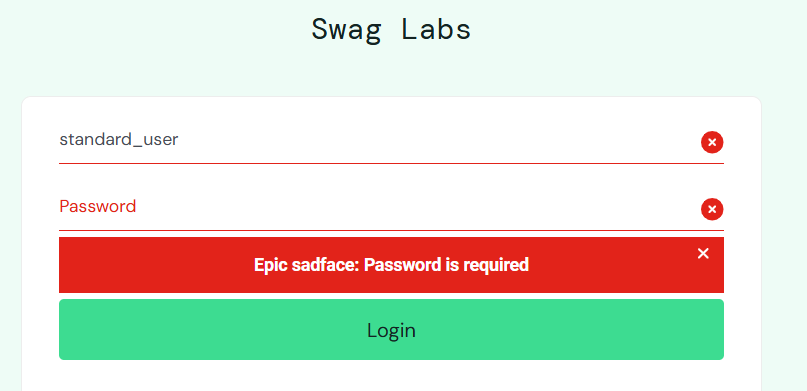 Swag Labs
standard_user
Password
Epic sadface: Password is required
Login